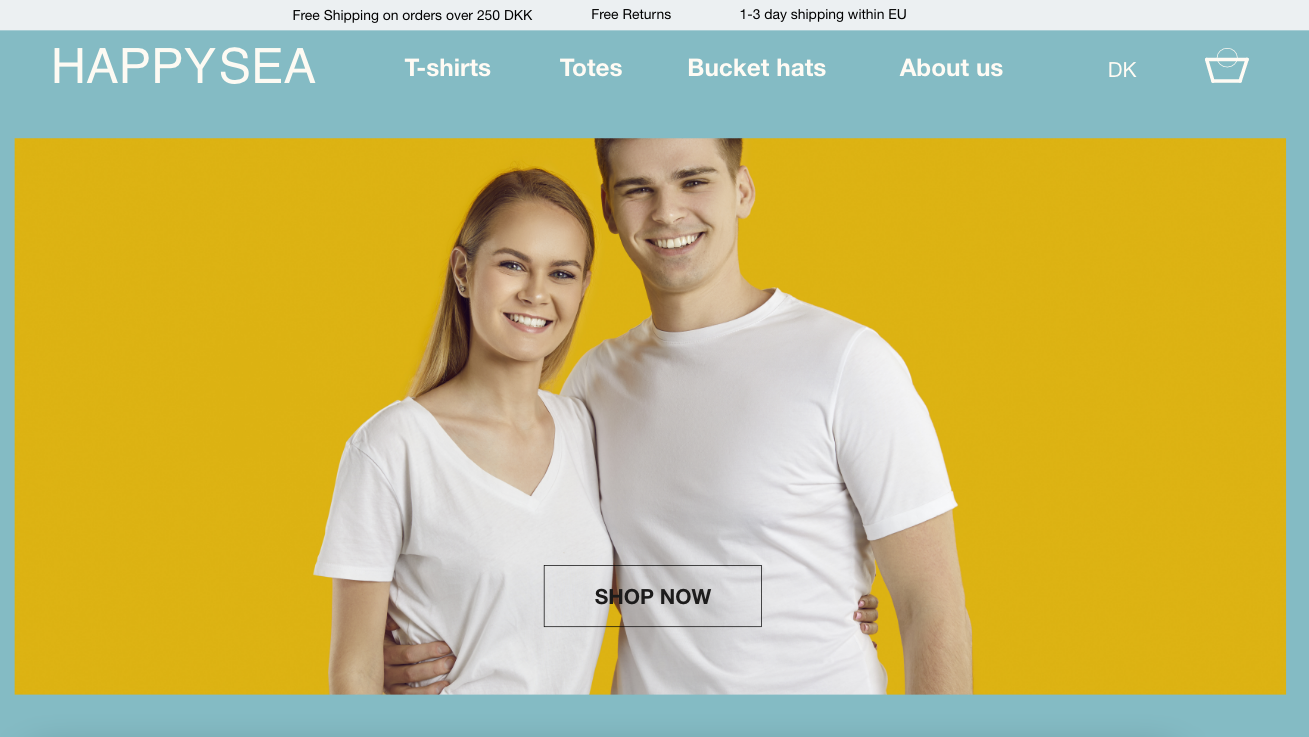 Free Shipping on orders over 250 DKK
Free Returns
1-3 day shipping within EU
HAPPYSEA
T-shirts
Totes
Bucket hats
About us
DK
SHOP NOW